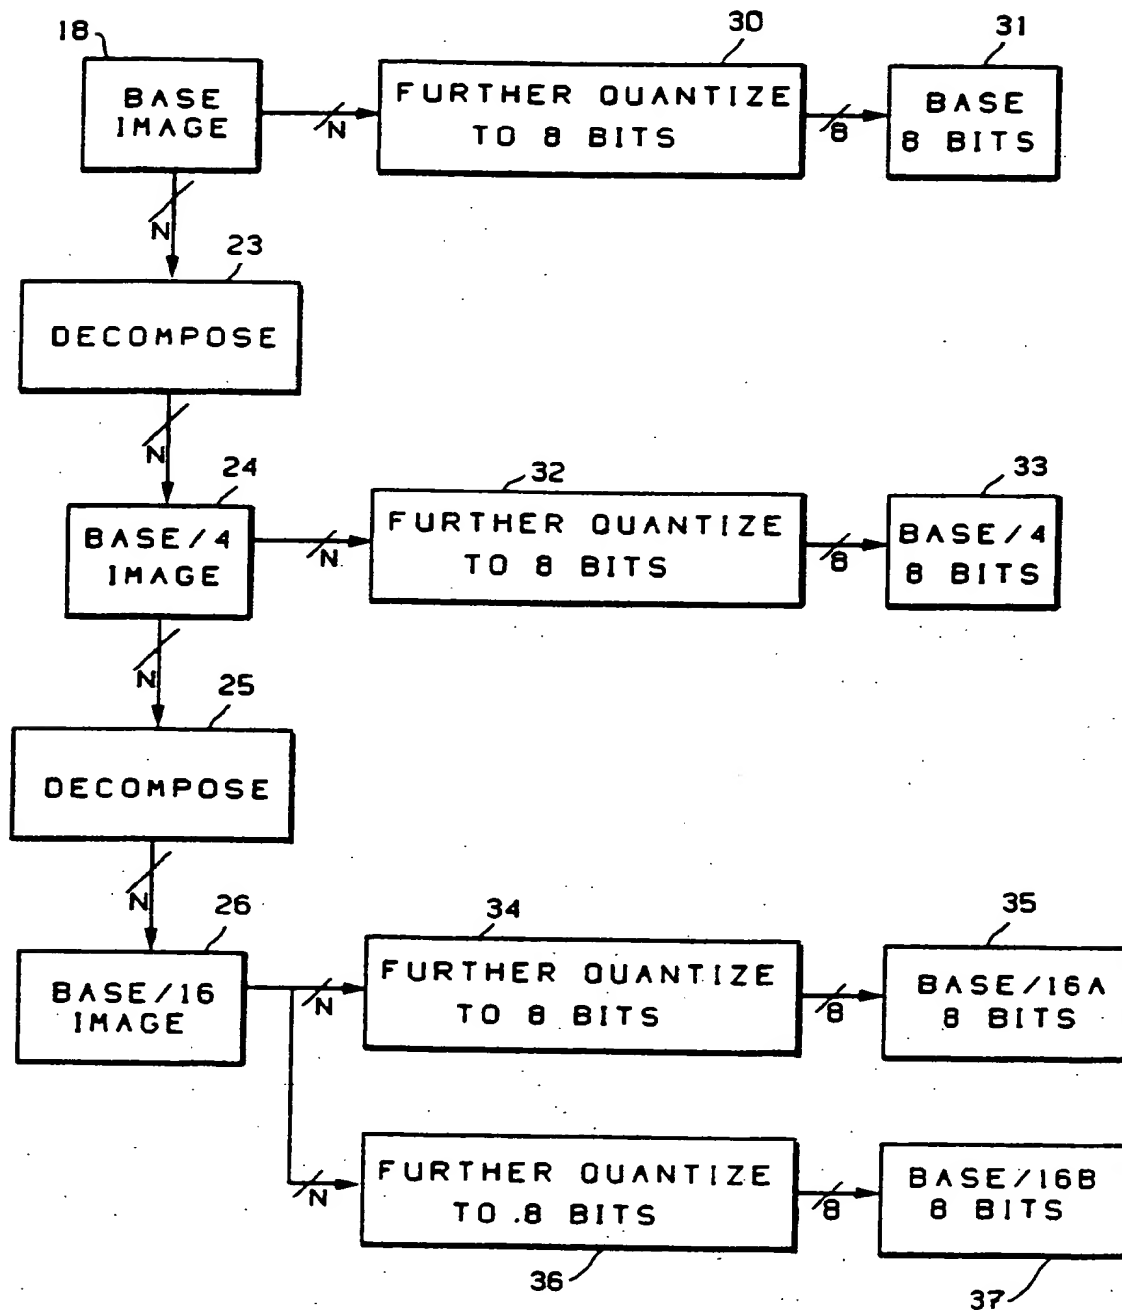 18
30
31
BASE
IMAGE
N
FURTHER QUANTIZE
TO 8 BITS
8
BASE
8 BITS
N
23
DECOMPOSE
N
24
32
33
BASE/4
IMAGE
N
FURTHER QUANTIZE
TO 8 BITS
8
BASE/4
8 BITS
N
25
DECOMPOSE
N
26
34
35
BASE/16
IMAGE
N
FURTHER QUANTIZE
TO 8 BITS
8
BASE/16A
8 BITS
N
FURTHER QUANTIZE
TO 8 BITS
8
BASE/16B
8 BITS
36
37